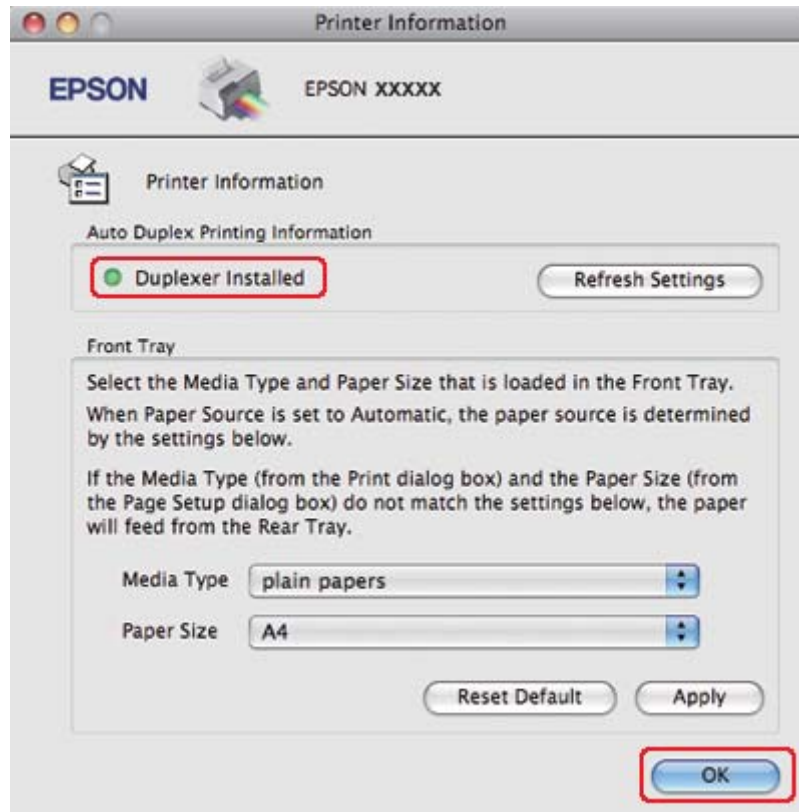 Printer Information
EPSON
EPSON XXXXX
Printer Information
Auto Duplex Printing Information
Duplexer Installed
Refresh Settings
Front Tray
Select the Media Type and Paper Size that is loaded in the Front Tray.
When Paper Source is set to Automatic, the paper source is determined
by the settings below.
If the Media Type (from the Print dialog box) and the Paper Size (from
the Page Setup dialog box) do not match the settings below, the paper
will feed from the Rear Tray.
Media Type plain papers
Paper Size A4
Reset Default
Apply
OK